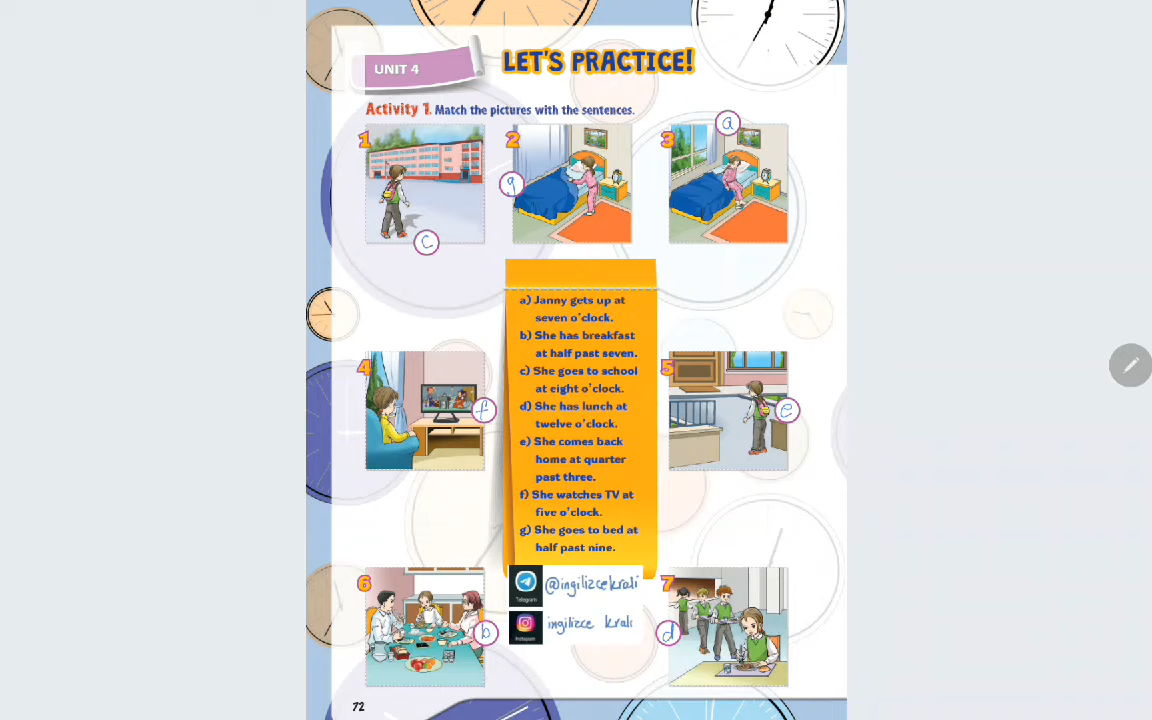 UNIT 4
LET'S PRACTICE!
Activity 1. Match the pictures with the sentences.
1
2
3
a
g
c
a) Janny gets up at
seven o'clock.
b) She has breakfast
at half past seven.
c) She goes to school
at eight o'clock.
d) She has lunch at
twelve o'clock.
e) She comes back
home at quarter
past three.
f) She watches TV at
five o'clock.
g) She goes to bed at
half past nine.
4
f
5
e
6
b
Telegram
@ingilizcekrali
Instagram
ingilizce kralı
7
d
72